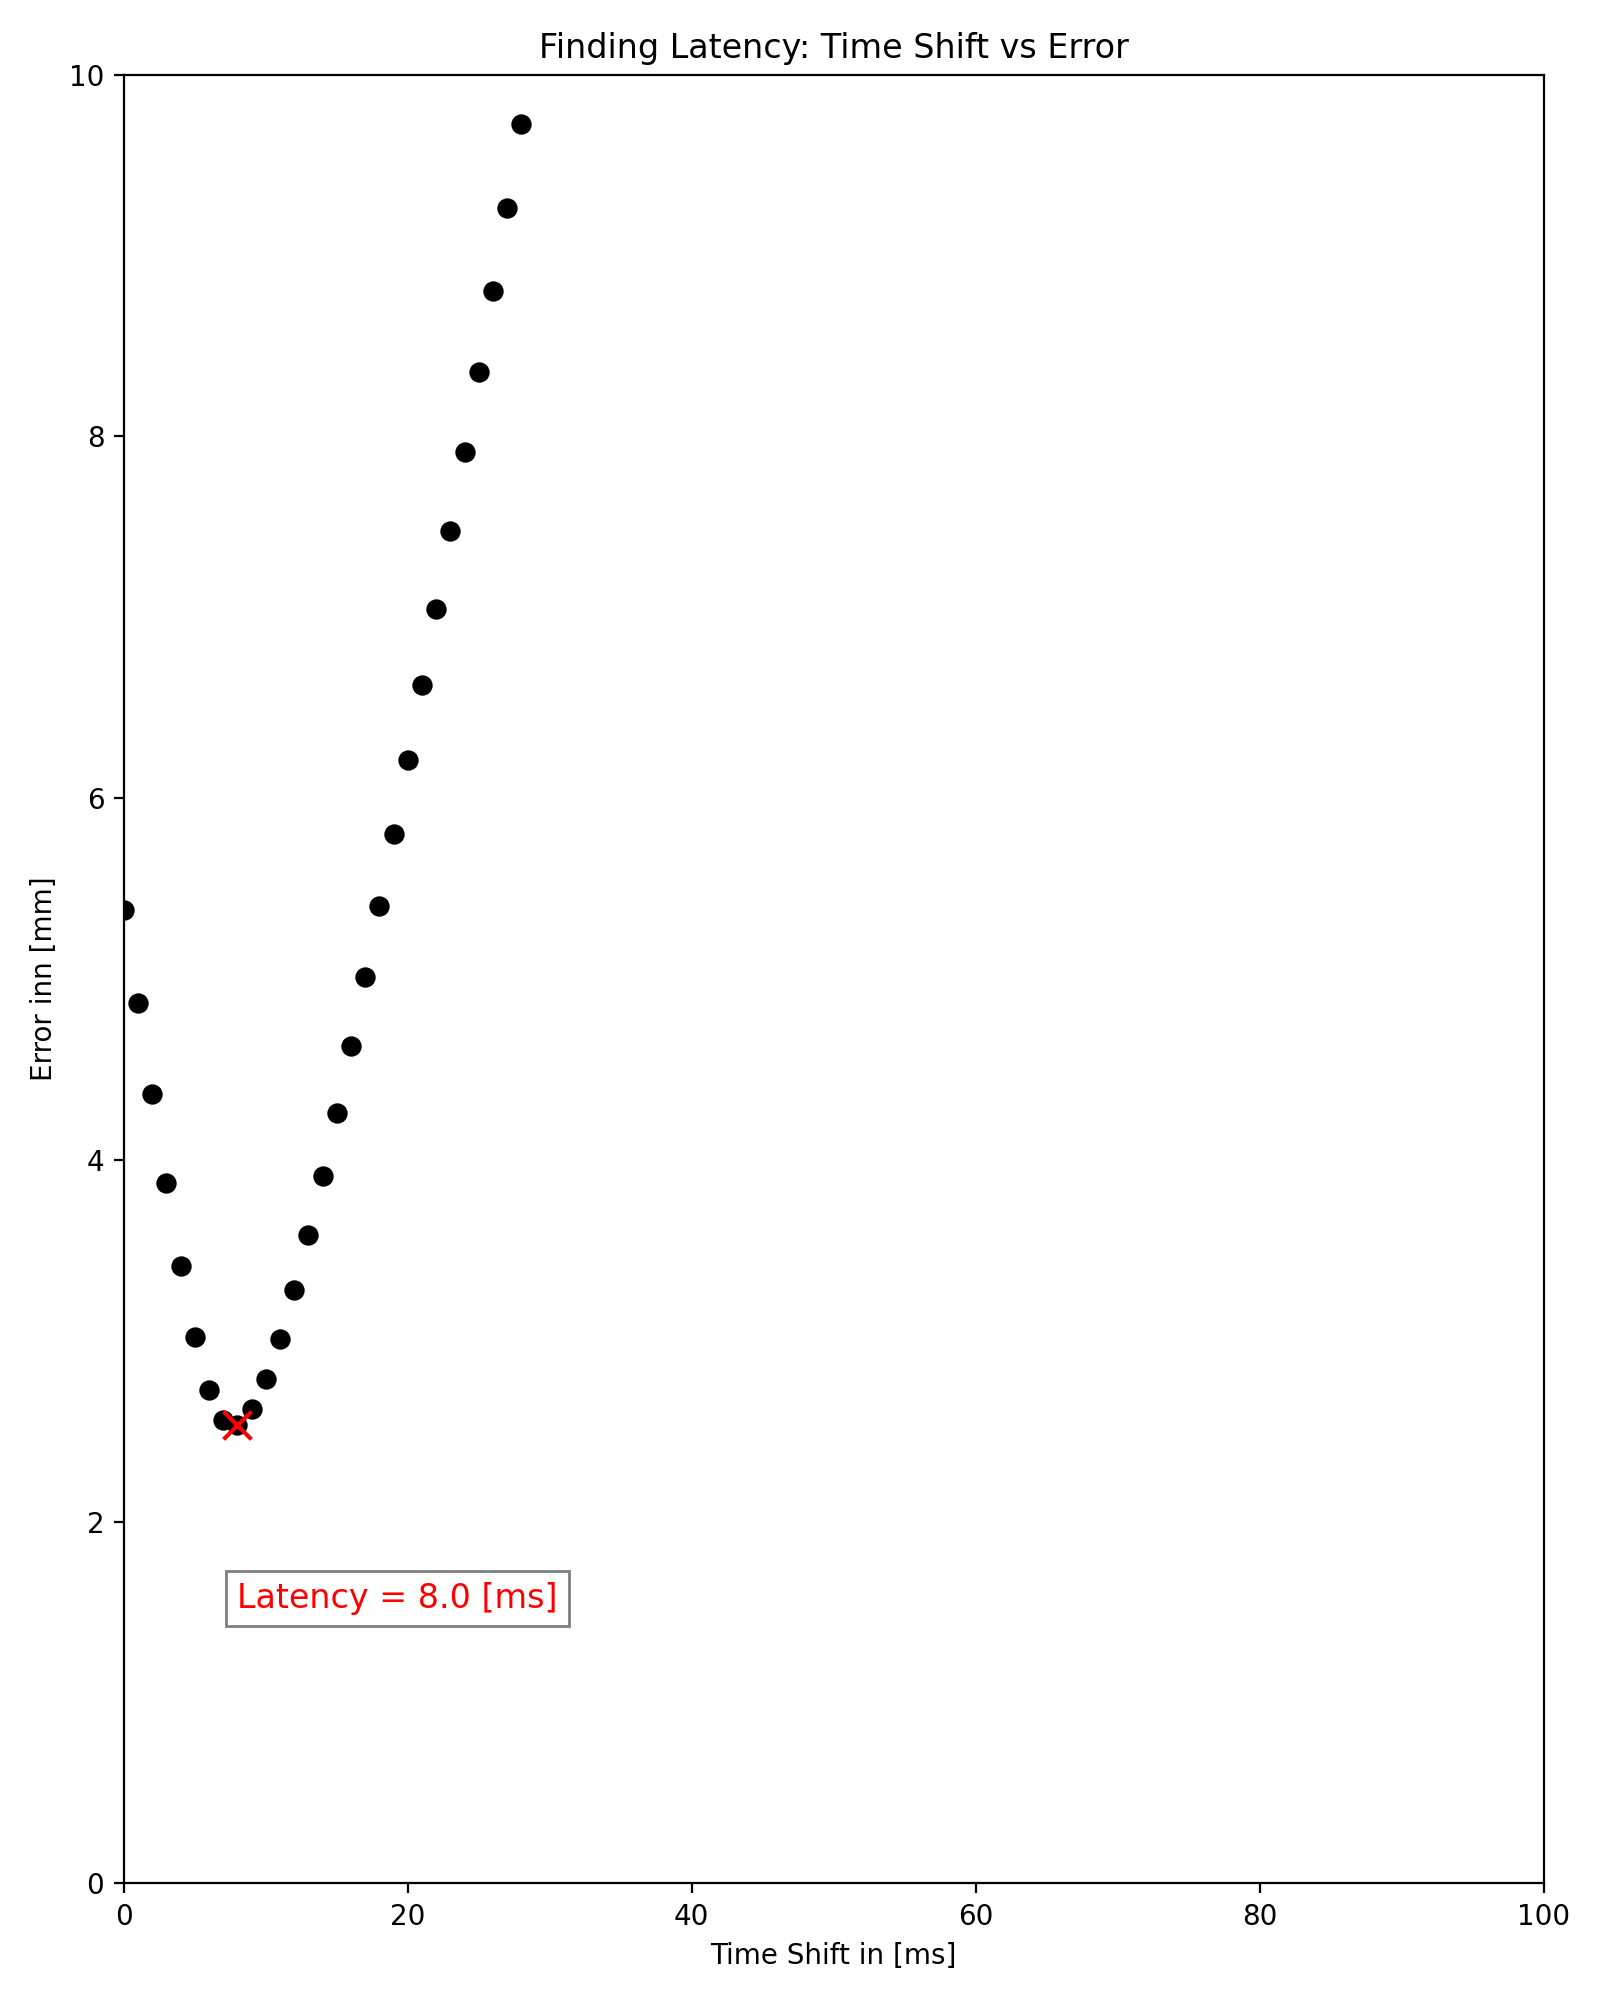 Finding Latency: Time Shift vs Error
10
8
6
4
2
0
Error inn [mm]
Latency = 8.0 [ms]
0 20 40 60 80 100
Time Shift in [ms]